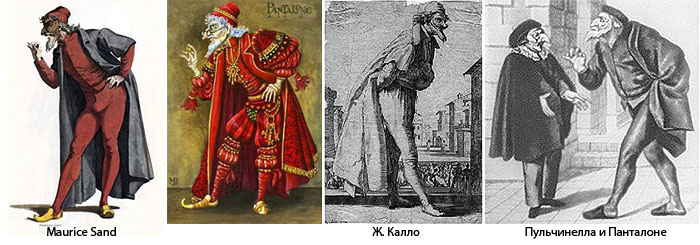 PANTALONE
Maurice Sand
Ж. Калло
Пульчинелла и Панталоне